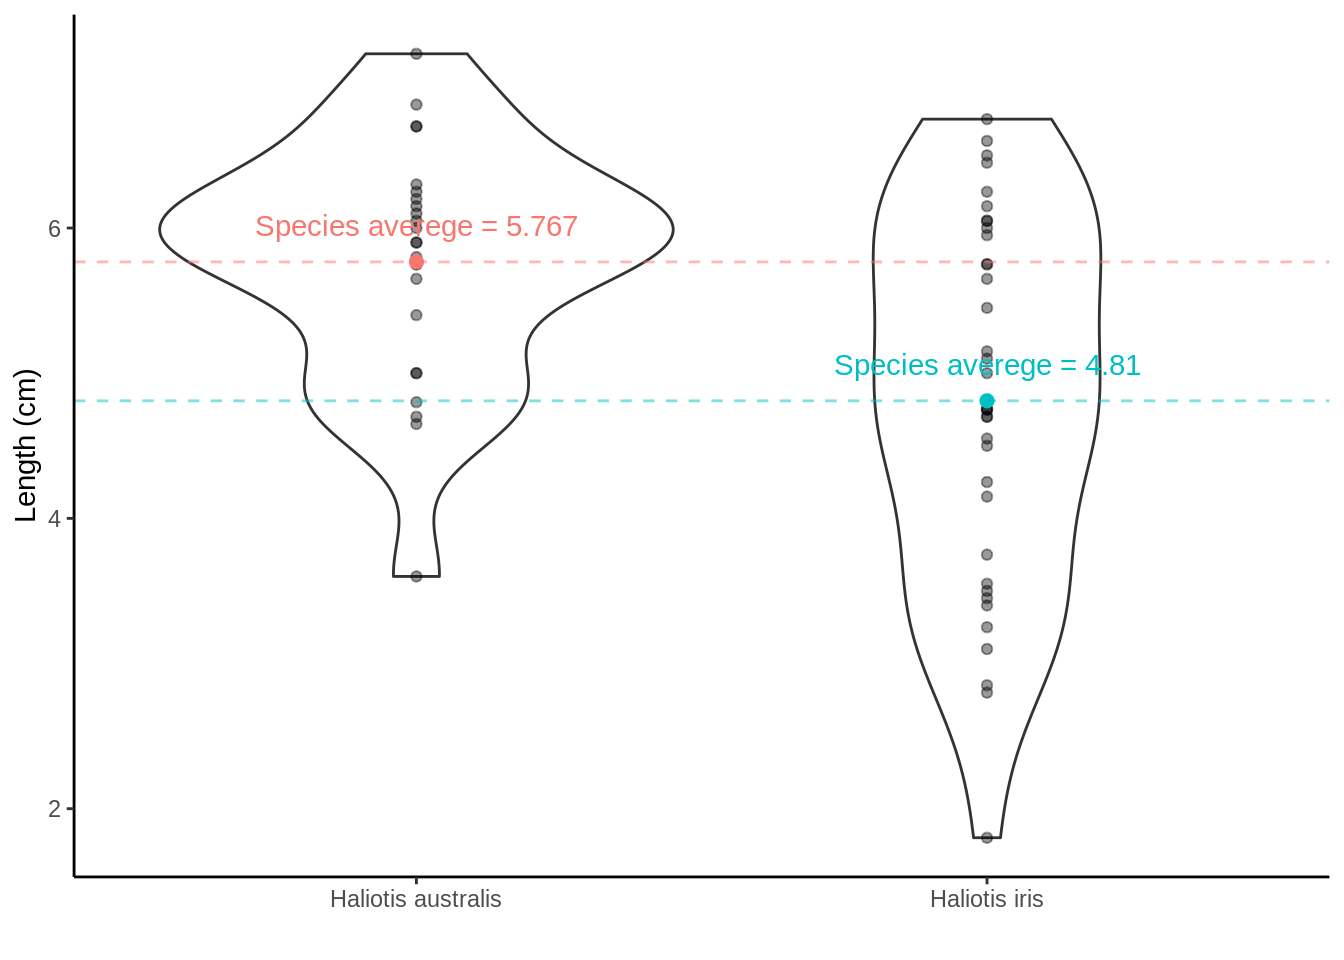 6
Species averege = 5.767
Species averege = 4.81
Length (cm)
4
2
Haliotis australis
Haliotis iris